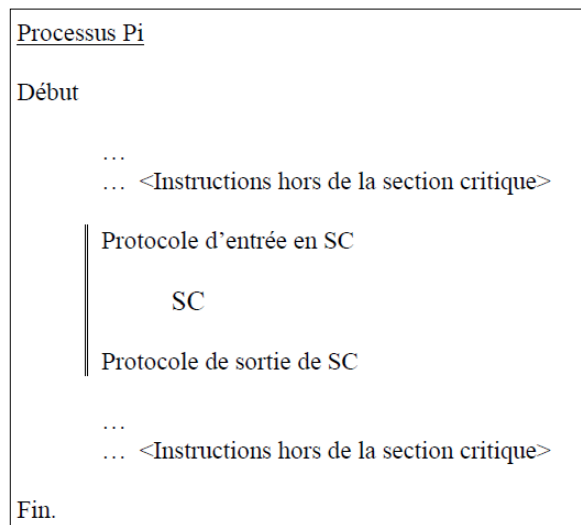 Processus Pi
Début
…
… <Instructions hors de la section critique>
Protocole d’entrée en SC
SC
Protocole de sortie de SC
…
… <Instructions hors de la section critique>
Fin.